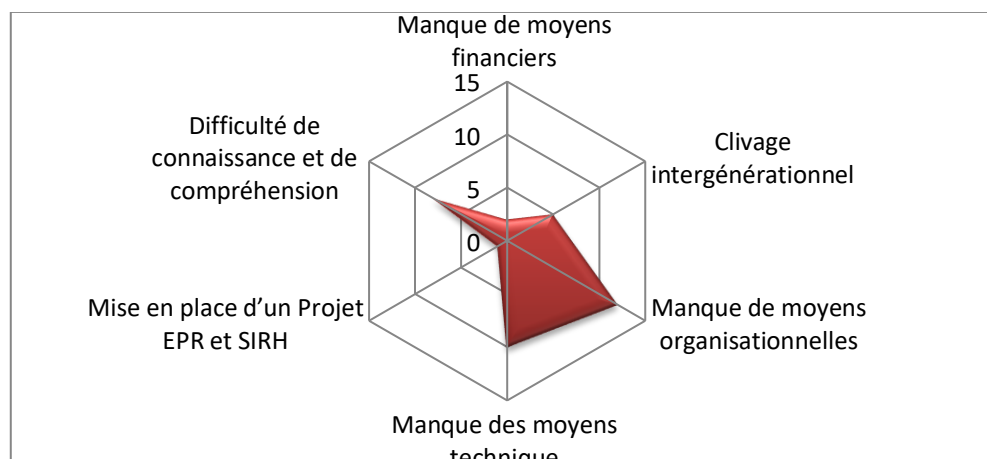 Manque de moyens
financiers
15
10
5
0
Clivage
intergénérationnel
Manque de moyens
organisationnelles
Manque des moyens
technique
Mise en place d’un Projet
EPR et SIRH
Difficulté de
connaissance et de
compréhension